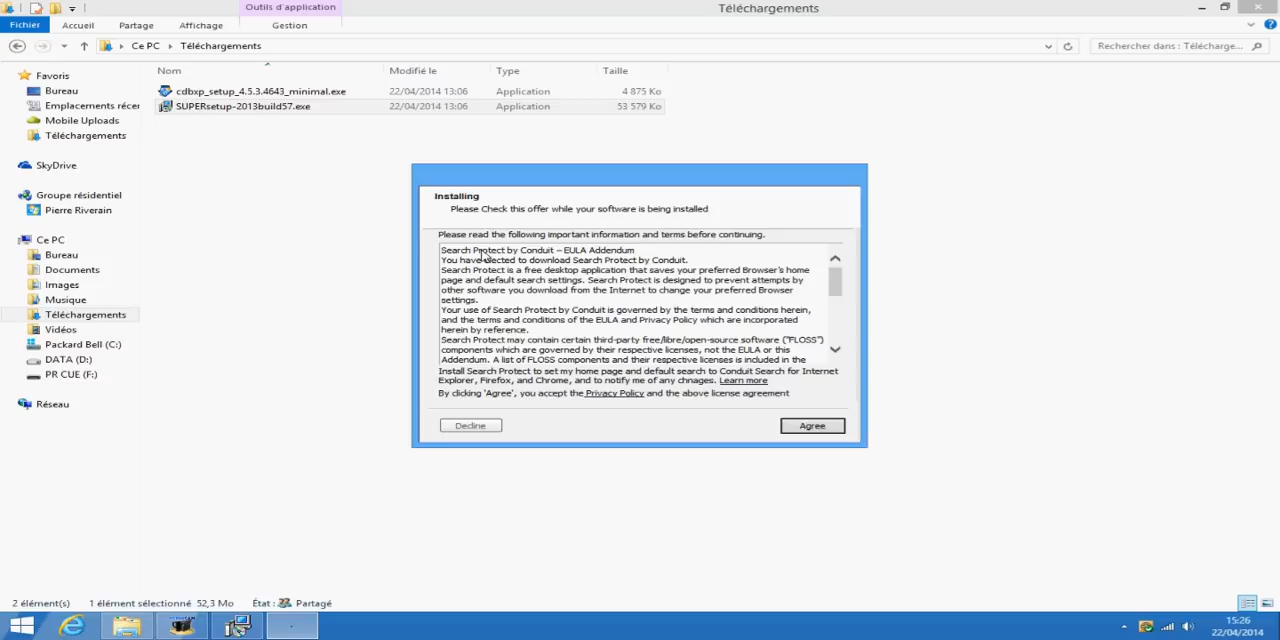 Outils d'application
Téléchargements
Fichier Accueil Partage Affichage Gestion
Ce PC Téléchargements
Rechercher dans : Télécharge...
Nom Modifié le Type Taille
cdbxp_setup_4.5.3.4643_minimal.exe 22/04/2014 13:06 Application 4 875 Ko
SUPERsetup-2013build57.exe 22/04/2014 13:06 Application 53 579 Ko
Favoris
Bureau
Emplacements récer
Mobile Uploads
Téléchargements
SkyDrive
Groupe résidentiel
Pierre Riverain
Ce PC
Bureau
Documents
Images
Musique
Téléchargements
Vidéos
Packard Bell (C:)
DATA (D:)
PR CUE (F:)
Réseau
Installing
Please Check this offer while your software is being installed
Please read the following important information and terms before continuing.
Search Protect by Conduit – EULA Addendum
You have elected to download Search Protect by Conduit.
Search Protect is a free desktop application that saves your preferred Browser's home
page and default search settings. Search Protect is designed to prevent attempts by
other software you download from the Internet to change your preferred Browser
settings.
Your use of Search Protect by Conduit is governed by the terms and conditions herein,
and the terms and conditions of the EULA and Privacy Policy which are incorporated
herein by reference.
Search Protect may contain certain third-party free/libre/open-source software ("FLOSS")
components which are governed by their respective licenses, not the EULA or this
Addendum. A list of FLOSS components and their respective licenses is included in the
Install Search Protect to set my home page and default search to Conduit Search for Internet
Explorer, Firefox, and Chrome, and to notify me of any chnages. Learn more
By clicking 'Agree', you accept the Privacy Policy and the above license agreement
Decline Agree
2 élément(s) 1 élément sélectionné 52,3 Mo État : Partagé
15:26
22/04/2014